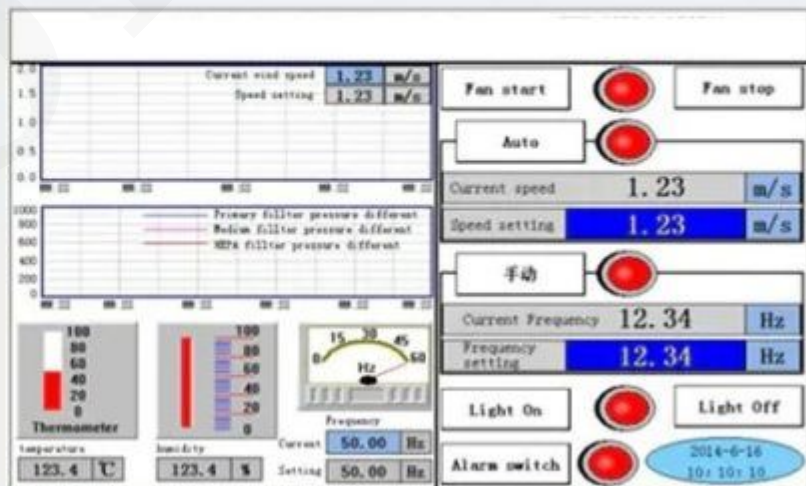 Current wind speed 1.23 m/s
Speed setting 1.23 m/s
2.0
1.5
1.0
0.5
0.0
Primary fillter pressure different
Medium fillter pressure different
HEPA fillter pressure different
1000
800
600
400
200
0
100
80
60
40
20
0
Thermometer
temperature
123.4 ℃
100
80
60
40
20
0
humidity
123.4 %
0 15 30 45 60
Hz
Frequency
Current 50.00 Hz
Setting 50.00 Hz
Fan start
Fan stop
Auto
Current speed 1.23 m/s
Speed setting 1.23 m/s
手动
Current Frequency 12.34 Hz
Frequency setting 12.34 Hz
Light On
Light Off
Alarm switch
2014-6-16
10:10:10